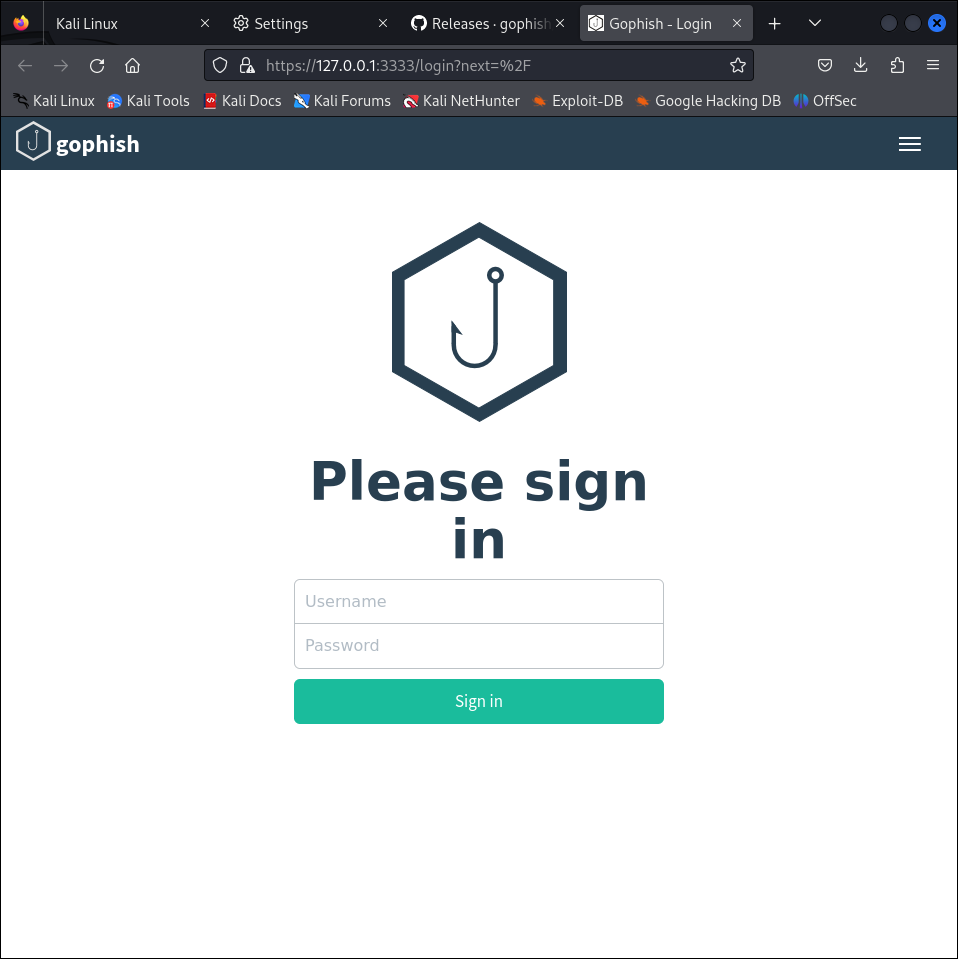 Kali Linux
Settings
Releases · gophish
Gophish - Login
https://127.0.0.1:3333/login?next=%2F
Kali Linux
Kali Tools
Kali Docs
Kali Forums
Kali NetHunter
Exploit-DB
Google Hacking DB
OffSec
gophish
Please sign
in
Username
Password
Sign in